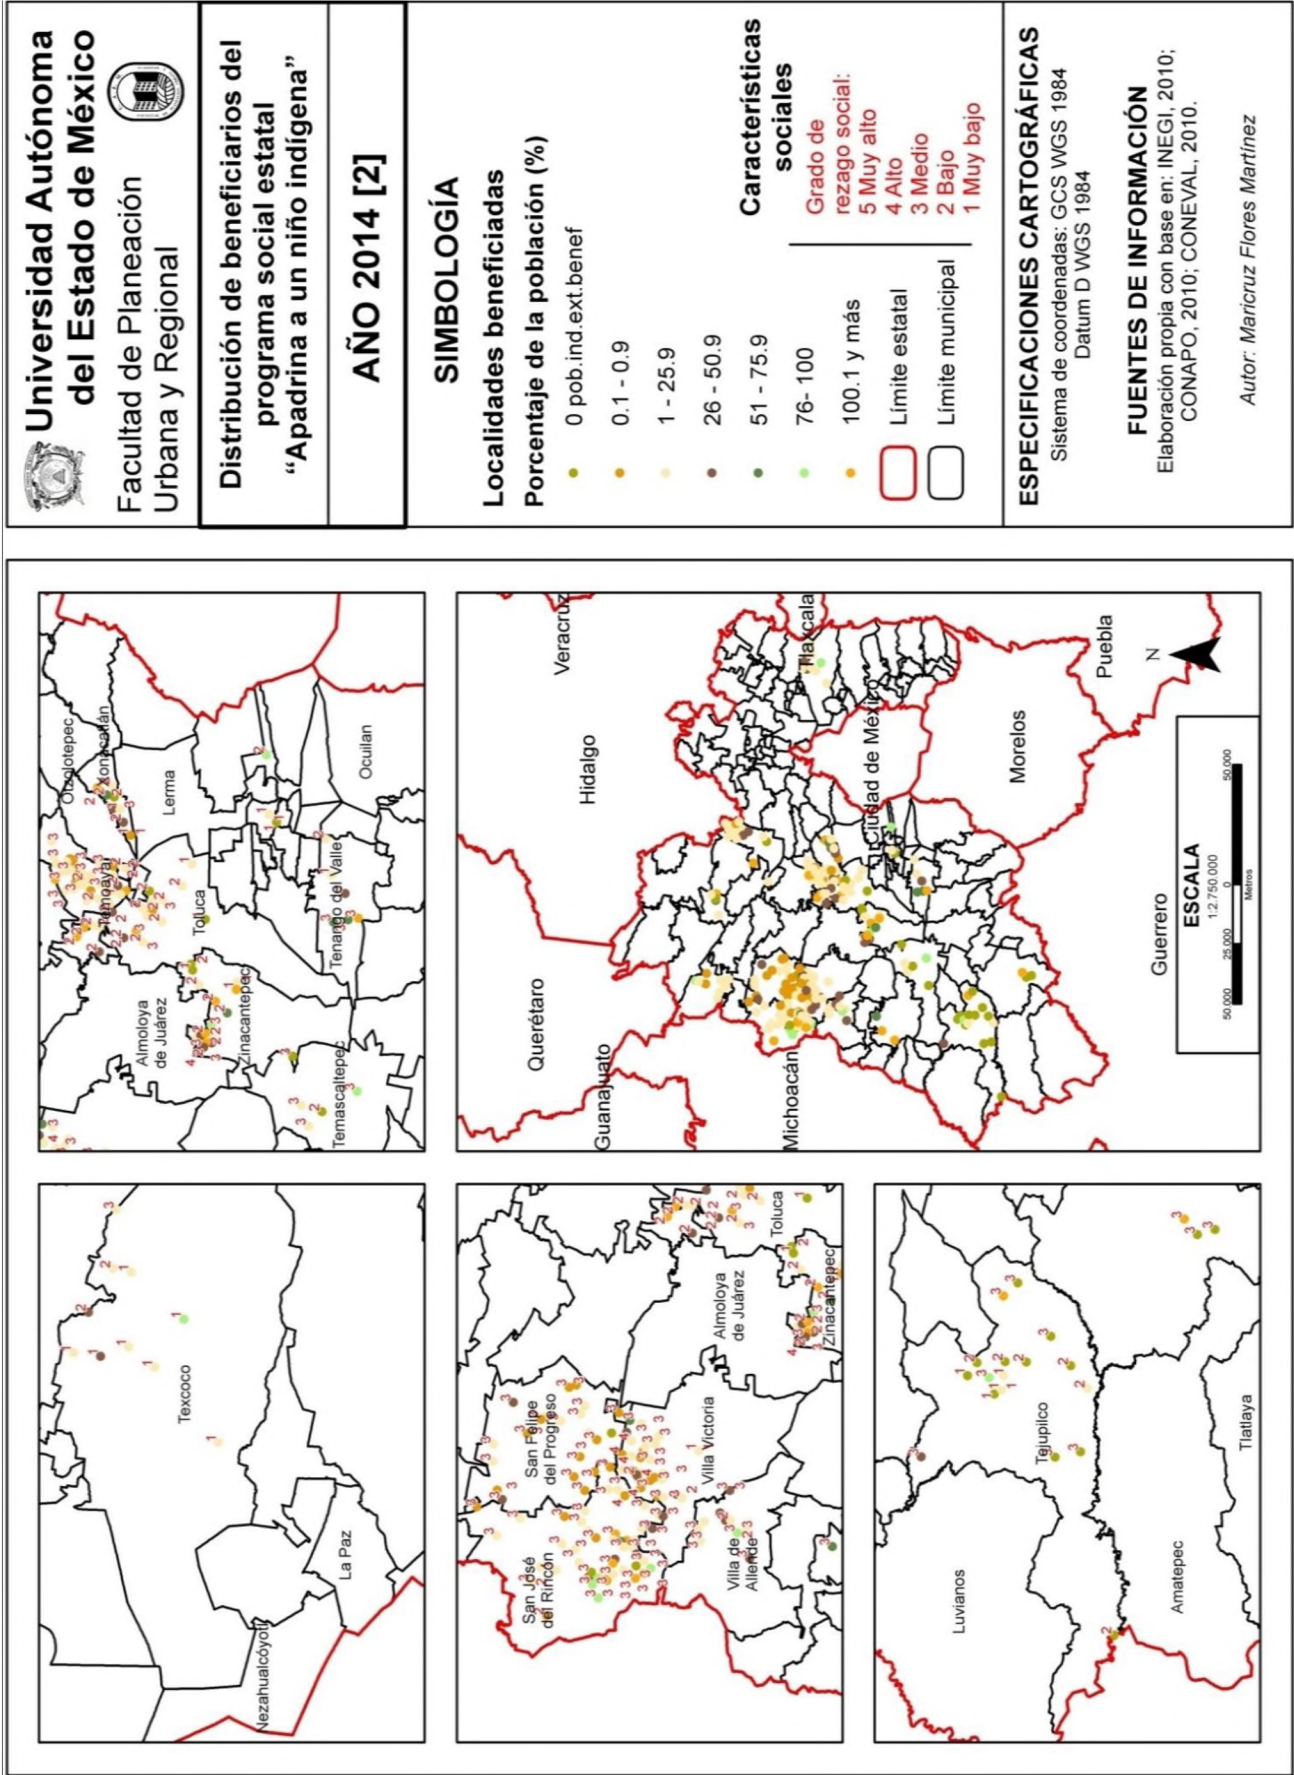 Universidad Autónoma
del Estado de México
Facultad de Planeación
Urbana y Regional
Distribución de beneficiarios del
programa social estatal
“Apadrina a un niño indígena”
AÑO 2014 [2]
SIMBOLOGÍA
Localidades beneficiadas
Porcentaje de la población (%)
0 pob.ind.ext.benef
0.1 - 0.9
1 - 25.9
26 - 50.9
51 - 75.9
76- 100
100.1 y más
Límite estatal
Límite municipal
Características
sociales
Grado de
rezago social:
5 Muy alto
4 Alto
3 Medio
2 Bajo
1 Muy bajo
ESPECIFICACIONES CARTOGRÁFICAS
Sistema de coordenadas: GCS WGS 1984
Datum D WGS 1984
FUENTES DE INFORMACIÓN
Elaboración propia con base en: INEGI, 2010;
CONAPO, 2010; CONEVAL, 2010.
Autor: Maricruz Flores Martínez
Texcoco
La Paz
Nezahualcóyotl
Otzolotepec
Xonacatlán
Temoaya
Lerma
Toluca
Almoloya
de Juárez
Zinacantepec
Tenango del Valle
Temascaltepec
Ocuilan
San Felipe
del Progreso
San José
del Rincón
Almoloya
de Juárez
Toluca
Zinacantepec
Villa Victoria
Villa de
Allende
Luvianos
Tejupilco
Amatepec
Tlatlaya
Querétaro
Guanajuato
Michoacán
Hidalgo
Veracruz
Tlaxcala
Ciudad de México
Morelos
Puebla
Guerrero
N
ESCALA
1:2.750.000
50.000 25.000 0 50.000
Metros